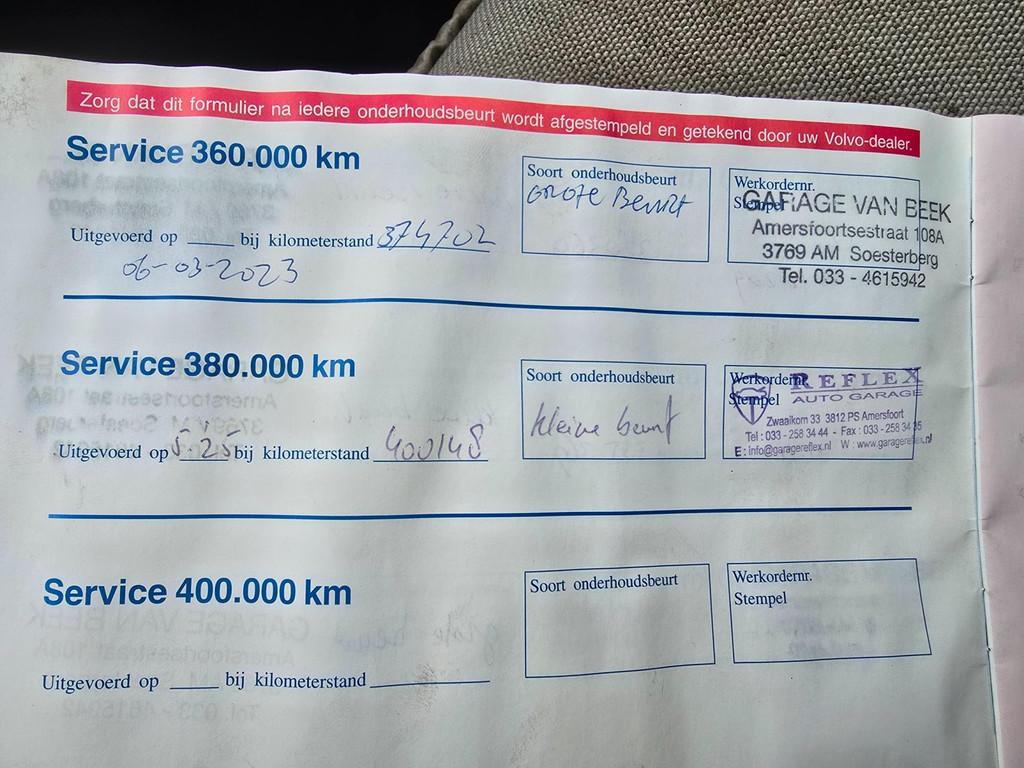 Zorg dat dit formulier na iedere onderhoudsbeurt wordt afgestempeld en getekend door uw Volvo-dealer.
Service 360.000 km
Uitgevoerd op ____ bij kilometerstand 374702
06-03-2023
Soort onderhoudsbeurt
GROTE Beurt
Werkordernr.
Stempel
GARAGE VAN BEEK
Amersfoortsestraat 108A
3769 AM Soesterberg
Tel. 033 - 4615942
Service 380.000 km
Uitgevoerd op 5.25 bij kilometerstand 400148
Soort onderhoudsbeurt
kleine beurt
Werkordernr.
Stempel
REFLEX
AUTO GARAGE
Zwaaikom 33 3812 PS Amersfoort
Tel : 033 - 258 34 44 - Fax : 033 - 258 34 35
E : info@garagereflex.nl W : www.garagereflex.nl
Service 400.000 km
Uitgevoerd op ____ bij kilometerstand ____
Soort onderhoudsbeurt
Werkordernr.
Stempel